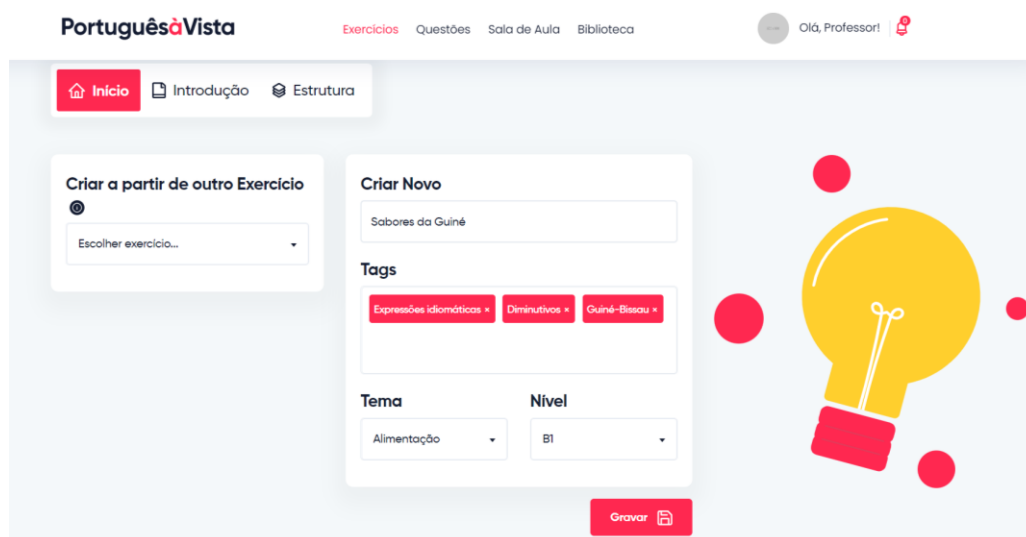 PortuguêsàVista
Exercícios Questões Sala de Aula Biblioteca
Olá, Professor!
Início Introdução Estrutura
Criar a partir de outro Exercício
Escolher exercício...
Criar Novo
Sabores da Guiné
Tags
Expressões idiomáticas × Diminutivos × Guiné-Bissau ×
Tema Nível
Alimentação B1
Gravar